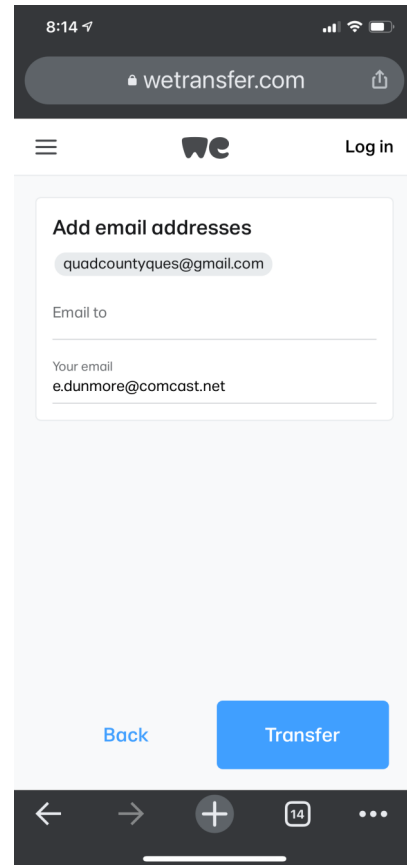 8:14
wetransfer.com
we
Log in
Add email addresses
quadcountyques@gmail.com
Email to
Your email
e.dunmore@comcast.net
Back
Transfer
14